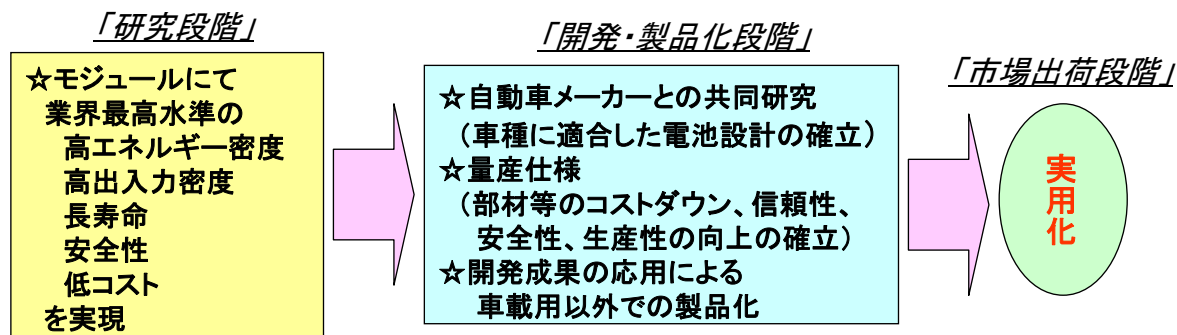 「研究段階」
☆モジュールにて
業界最高水準の
高エネルギー密度
高出入力密度
長寿命
安全性
低コスト
を実現
「開発・製品化段階」
☆自動車メーカーとの共同研究
（車種に適合した電池設計の確立）
☆量産仕様
（部材等のコストダウン、信頼性、
安全性、生産性の向上の確立）
☆開発成果の応用による
車載用以外での製品化
「市場出荷段階」
実用化